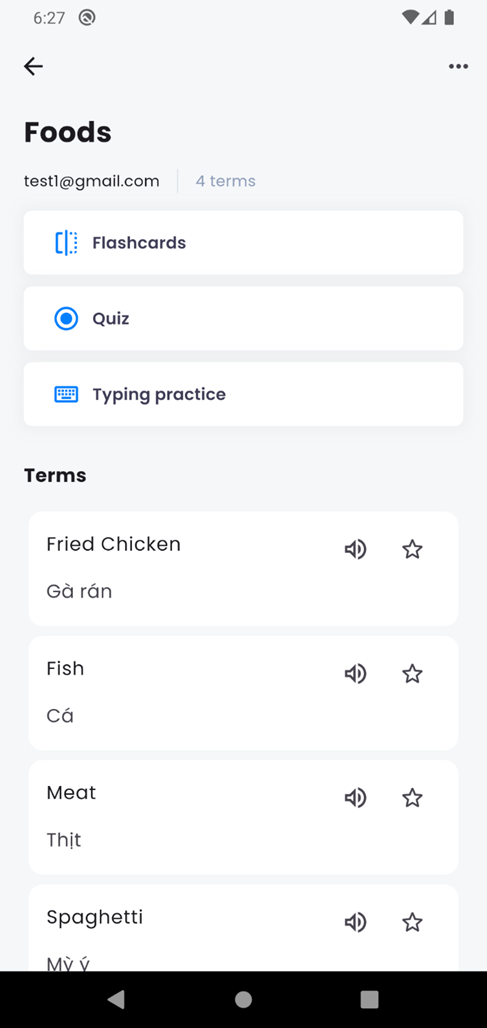 6:27
Foods
test1@gmail.com
4 terms
Flashcards
Quiz
Typing practice
Terms
Fried Chicken
Gà rán
Fish
Cá
Meat
Thịt
Spaghetti
Mỳ ý